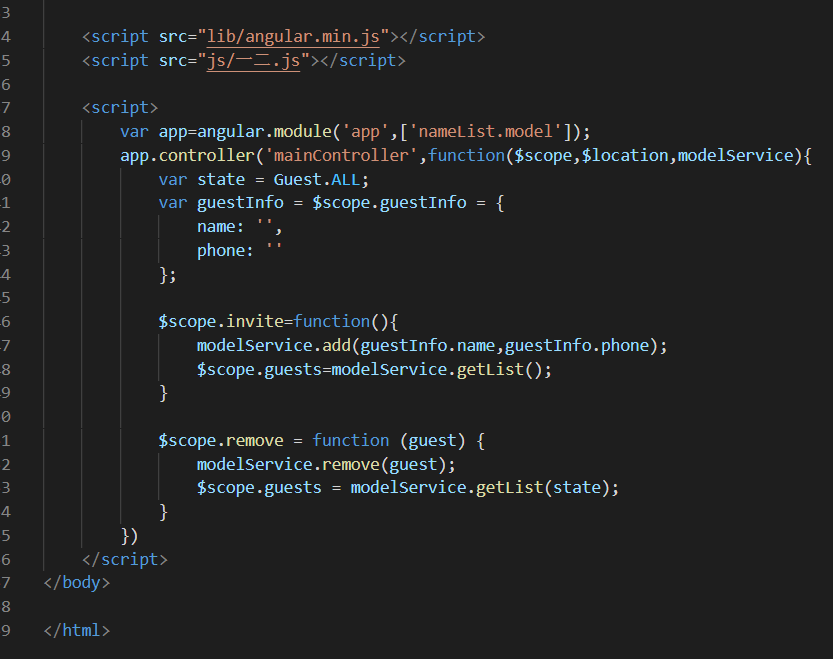 3
4 <script src="lib/angular.min.js"></script>
5 <script src="js/一二.js"></script>
6
7 <script>
8 var app=angular.module('app',['nameList.model']);
9 app.controller('mainController',function($scope,$location,modelService){
0 var state = Guest.ALL;
1 var guestInfo = $scope.guestInfo = {
2 name: '',
3 phone: ''
4 };
5
6 $scope.invite=function(){
7 modelService.add(guestInfo.name,guestInfo.phone);
8 $scope.guests=modelService.getList();
9 }
0
1 $scope.remove = function (guest) {
2 modelService.remove(guest);
3 $scope.guests = modelService.getList(state);
4 }
5 })
6 </script>
7 </body>
8
9 </html>